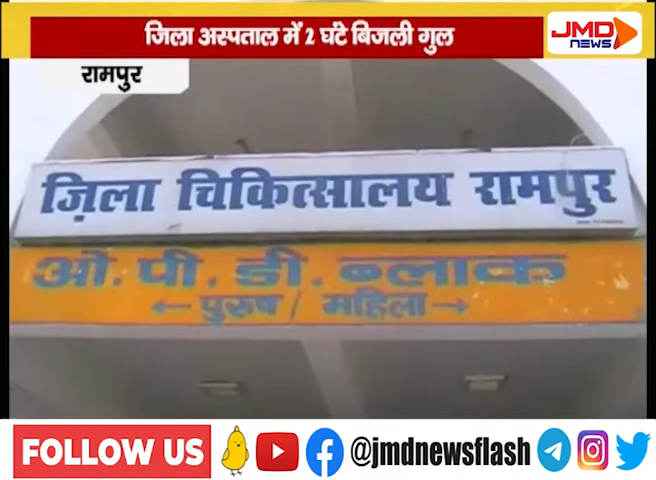 जिला अस्पताल में 2 घंटे बिजली गुल
JMD
NEWS
रामपुर
ज़िला चिकित्सालय रामपुर
ओ.पी.डी.ब्लाक
←पुरुष/महिला→
FOLLOW US @jmdnewsflash